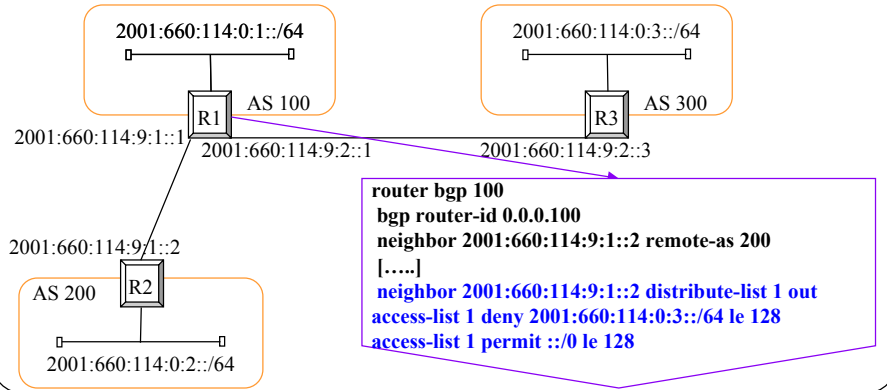 2001:660:114:0:1::/64
2001:660:114:0:3::/64
R1
AS 100
R3
AS 300
2001:660:114:9:1::1
2001:660:114:9:2::1
2001:660:114:9:2::3
router bgp 100
bgp router-id 0.0.0.100
neighbor 2001:660:114:9:1::2 remote-as 200
[…..]
neighbor 2001:660:114:9:1::2 distribute-list 1 out
access-list 1 deny 2001:660:114:0:3::/64 le 128
access-list 1 permit ::/0 le 128
2001:660:114:9:1::2
AS 200
R2
2001:660:114:0:2::/64